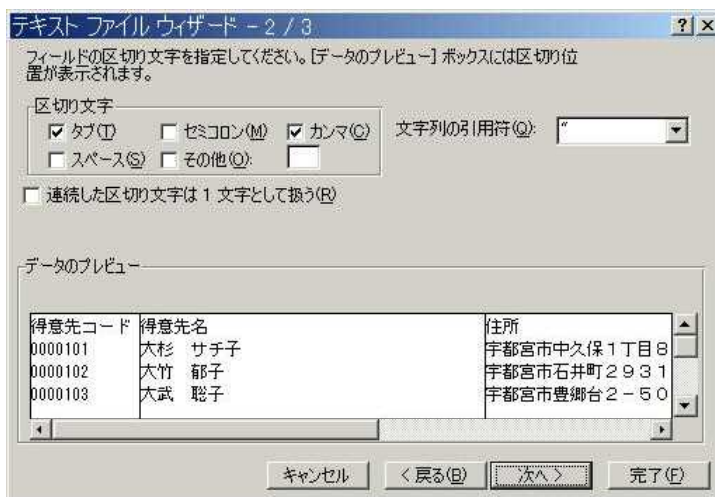 テキスト ファイル ウィザード - 2 / 3
フィールドの区切り文字を指定してください。[データのプレビュー] ボックスには区切り位
置が表示されます。
区切り文字
タブ(T) セミコロン(M) カンマ(C) 文字列の引用符(Q): "
スペース(S) その他(O):
連続した区切り文字は 1 文字として扱う(R)
データのプレビュー
得意先コード 得意先名 住所
0000101 大杉 サチ子 宇都宮市中久保1丁目8
0000102 大竹 郁子 宇都宮市石井町2931
0000103 大武 聡子 宇都宮市豊郷台2-50
キャンセル < 戻る(B) 次へ > 完了(F)